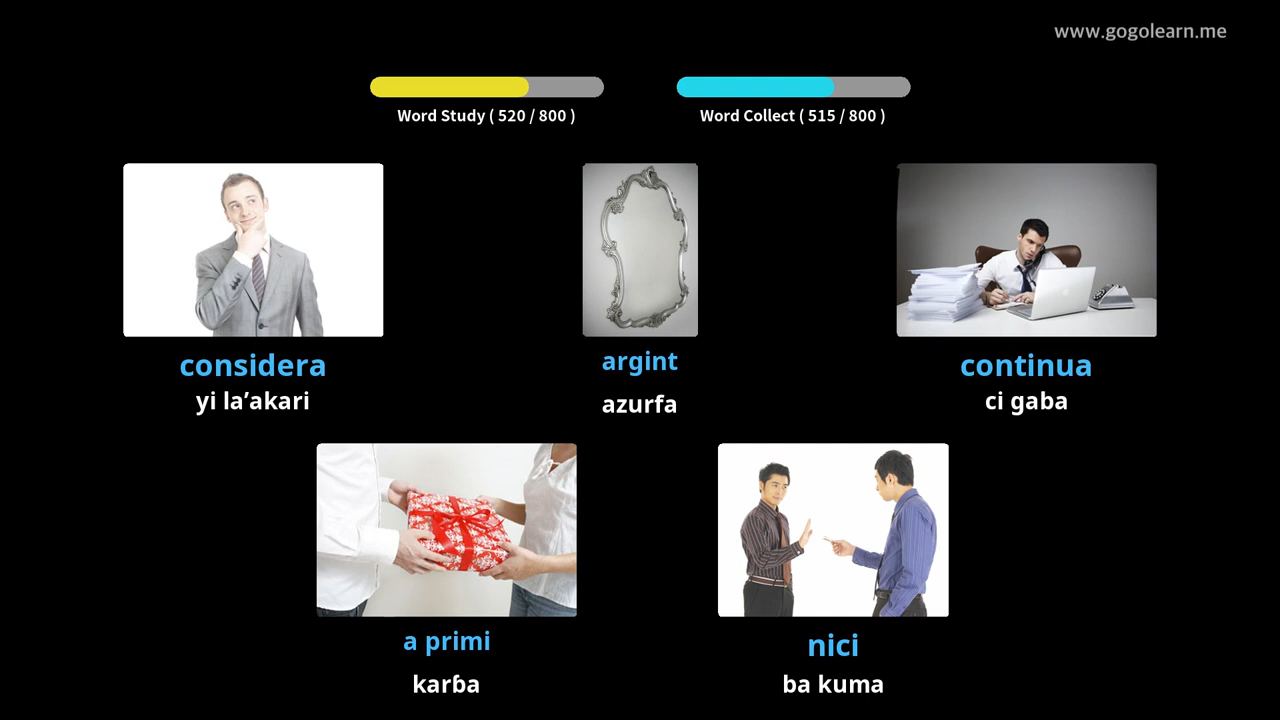 www.gogolearn.me
Word Study ( 520 / 800 )
Word Collect ( 515 / 800 )
considera
yi la’akari
argint
azurfa
continua
ci gaba
a primi
karɓa
nici
ba kuma